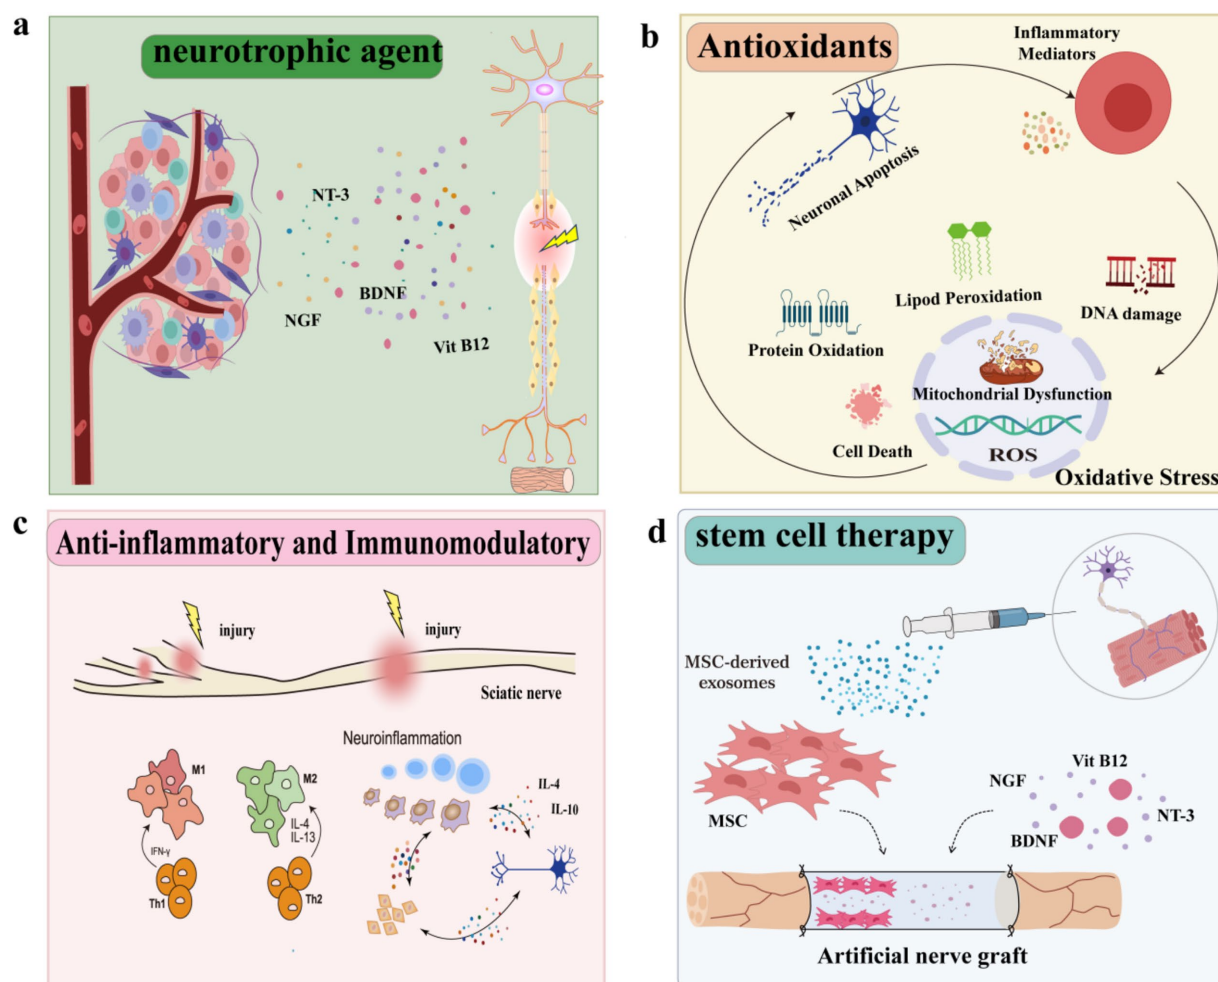 a
neurotrophic agent
NT-3
BDNF
NGF
Vit B12
b
Antioxidants
Inflammatory
Mediators
Neuronal Apoptosis
Lipod Peroxidation
DNA damage
Protein Oxidation
Mitochondrial Dysfunction
Cell Death
ROS
Oxidative Stress
c
Anti-inflammatory and Immunomodulatory
injury
injury
Sciatic nerve
Neuroinflammation
M1
M2
IL-4
IL-10
IL-4
IL-13
IFN-γ
Th1
Th2
d
stem cell therapy
MSC-derived
exosomes
MSC
Vit B12
NGF
NT-3
BDNF
Artificial nerve graft